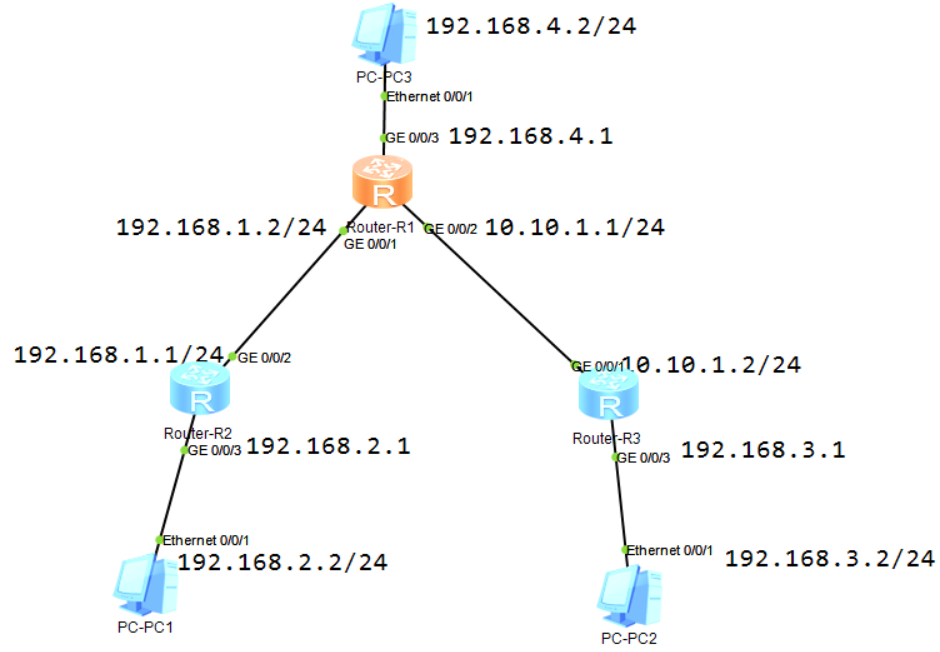 192.168.4.2/24
PC-PC3
Ethernet 0/0/1
GE 0/0/3 192.168.4.1
R
192.168.1.2/24 Router-R1 GE 0/0/2 10.10.1.1/24
GE 0/0/1
192.168.1.1/24 GE 0/0/2
GE 0/0/1 10.10.1.2/24
R
R
Router-R2
Router-R3
GE 0/0/3 192.168.2.1
GE 0/0/3 192.168.3.1
Ethernet 0/0/1
192.168.2.2/24
Ethernet 0/0/1 192.168.3.2/24
PC-PC1
PC-PC2